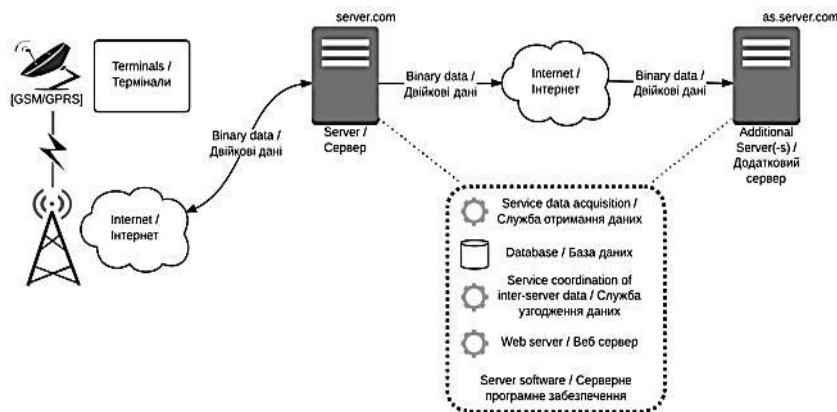 server.com
as.server.com
Terminals /
Термінали
[GSM/GPRS]
Binary data /
Двійкові дані
Internet /
Інтернет
Server /
Сервер
Binary data /
Двійкові дані
Internet /
Інтернет
Binary data /
Двійкові дані
Additional
Server(-s) /
Додатковий
сервер
Service data acquisition /
Служба отримання даних
Database / База даних
Service coordination of
inter-server data / Служба
узгодження даних
Web server / Веб сервер
Server software / Серверне
програмне забезпечення